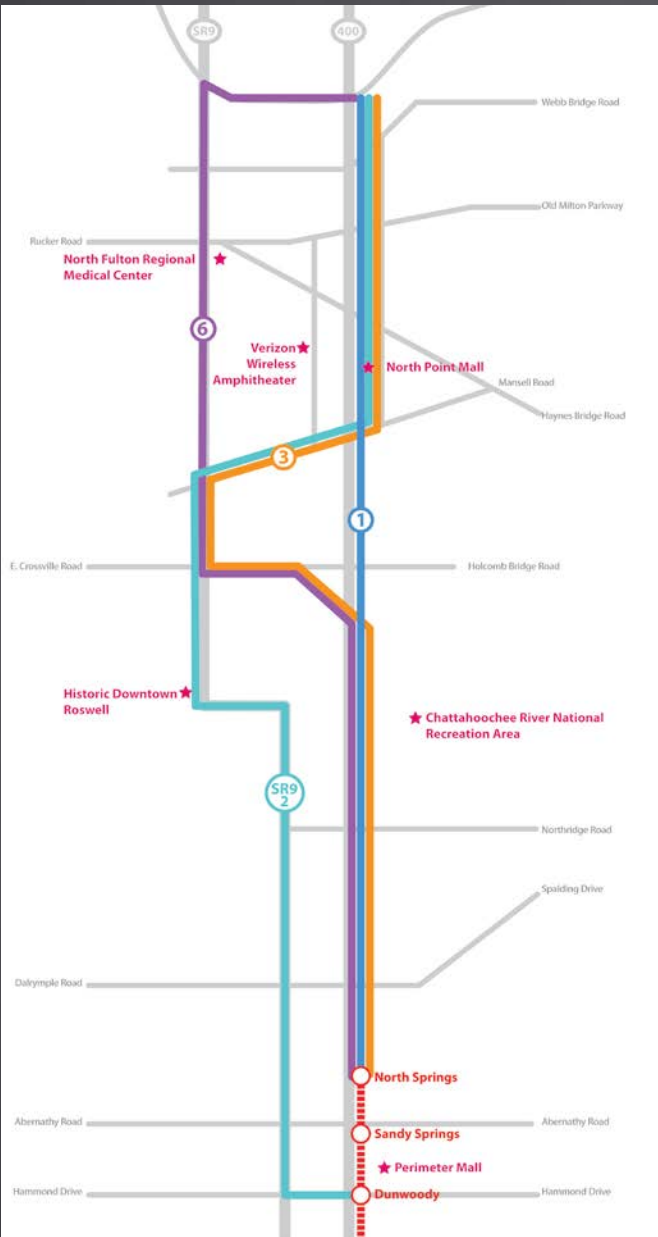 SR9
400
Webb Bridge Road
Old Milton Parkway
Rucker Road
North Fulton Regional
Medical Center
6
Verizon
Wireless
Amphitheater
North Point Mall
Mansell Road
Haynes Bridge Road
3
1
E. Crossville Road
Holcomb Bridge Road
Historic Downtown
Roswell
Chattahoochee River National
Recreation Area
SR9
2
Northridge Road
Spalding Drive
Dalrymple Road
North Springs
Abernathy Road
Abernathy Road
Sandy Springs
Perimeter Mall
Hammond Drive
Dunwoody
Hammond Drive